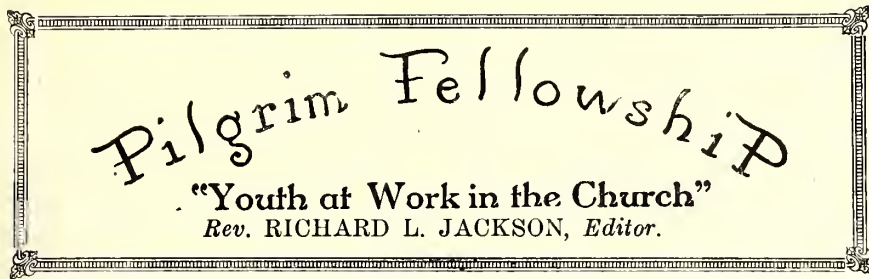 Pilgrim FellowshiP
"Youth at Work in the Church"
Rev. RICHARD L. JACKSON, Editor.